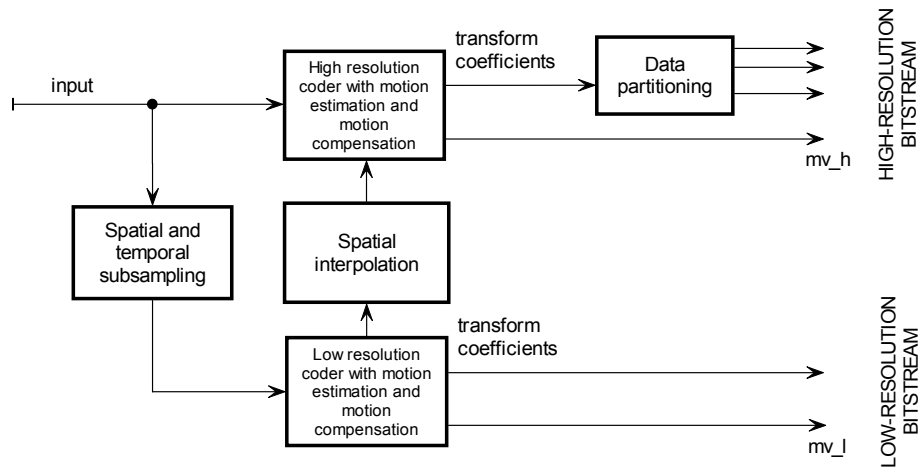 input
High resolution
coder with motion
estimation and
motion
compensation
transform
coefficients
Data
partitioning
mv_h
HIGH-RESOLUTION
BITSTREAM
Spatial and
temporal
subsampling
Spatial
interpolation
Low resolution
coder with motion
estimation and
motion
compensation
transform
coefficients
mv_l
LOW-RESOLUTION
BITSTREAM